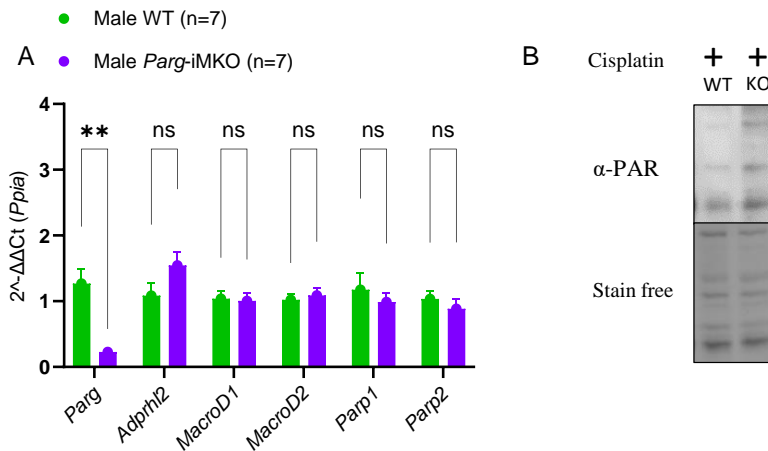 Male WT (n=7)
A
Male Parg-iMKO (n=7)
** ns ns ns ns ns
2^-ΔΔCt (Ppia)
4
3
2
1
0
Parg
Adprhl2
MacroD1
MacroD2
Parp1
Parp2
B
Cisplatin + +
WT KO
α-PAR
Stain free